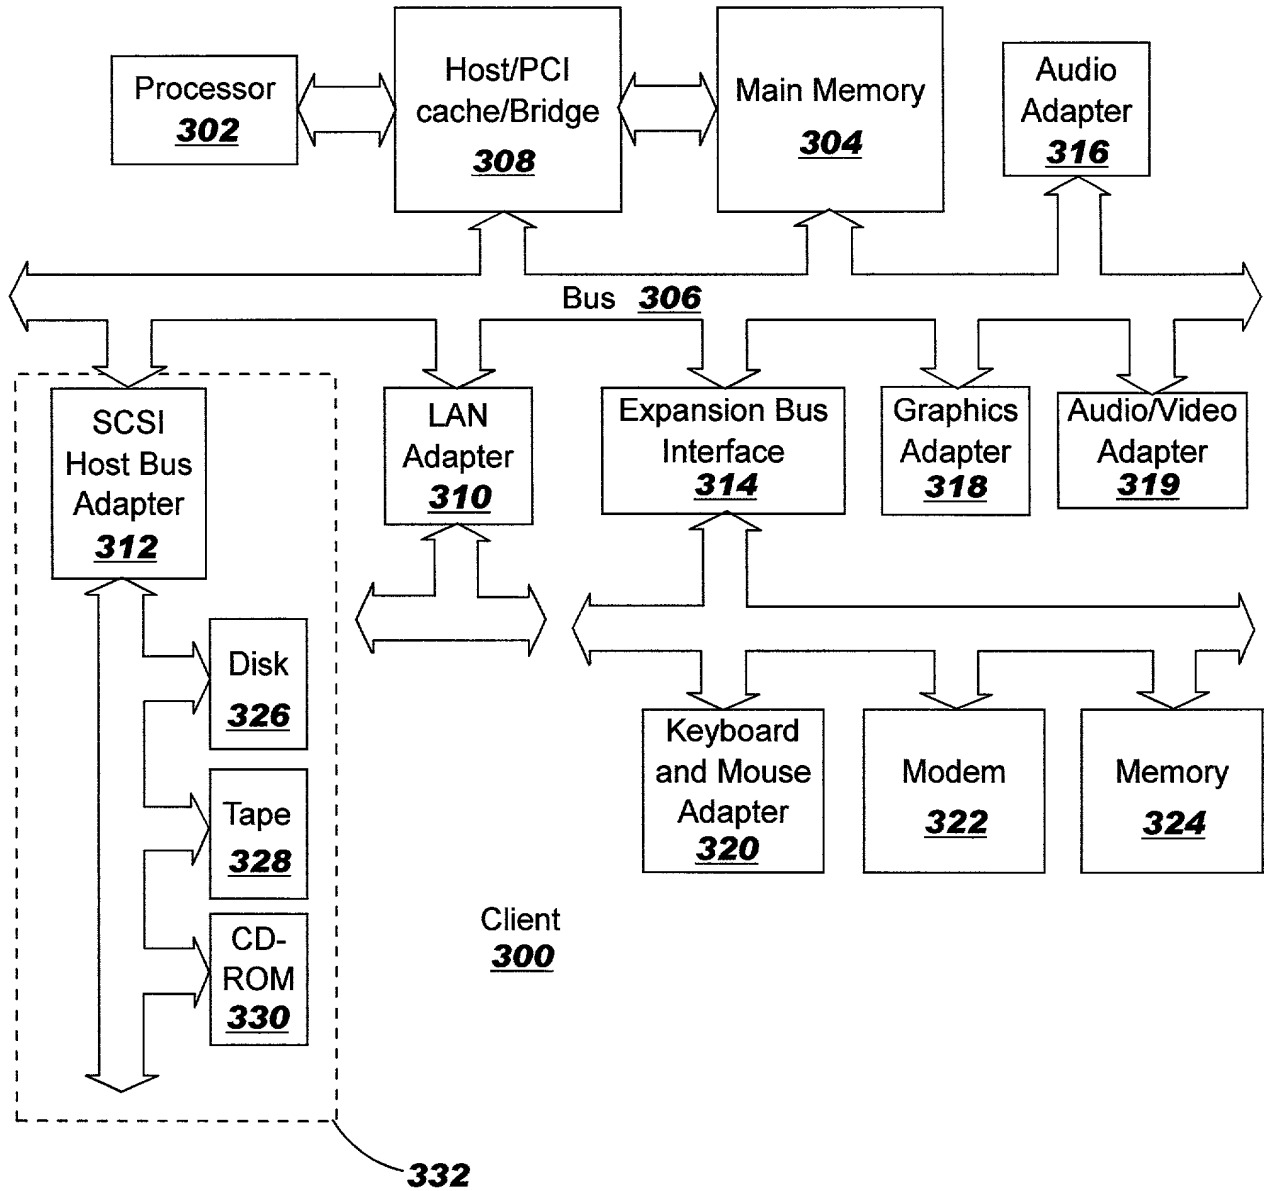 Processor
302
Host/PCI
cache/Bridge
308
Main Memory
304
Audio
Adapter
316
Bus 306
SCSI
Host Bus
Adapter
312
LAN
Adapter
310
Expansion Bus
Interface
314
Graphics
Adapter
318
Audio/Video
Adapter
319
Disk
326
Tape
328
CD-
ROM
330
Keyboard
and Mouse
Adapter
320
Modem
322
Memory
324
Client
300
332